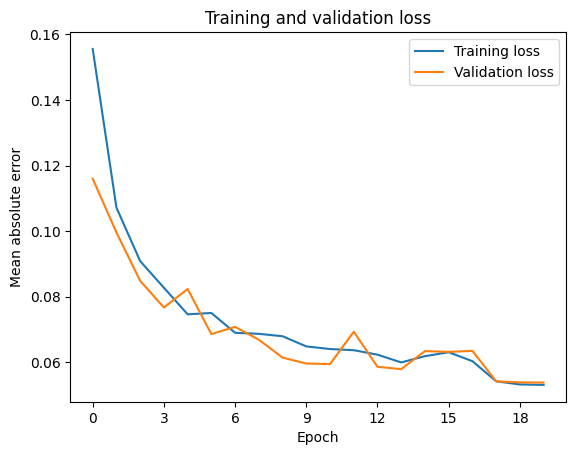 Training and validation loss
Training loss
Validation loss
Mean absolute error
0.16
0.14
0.12
0.10
0.08
0.06
0 3 6 9 12 15 18
Epoch